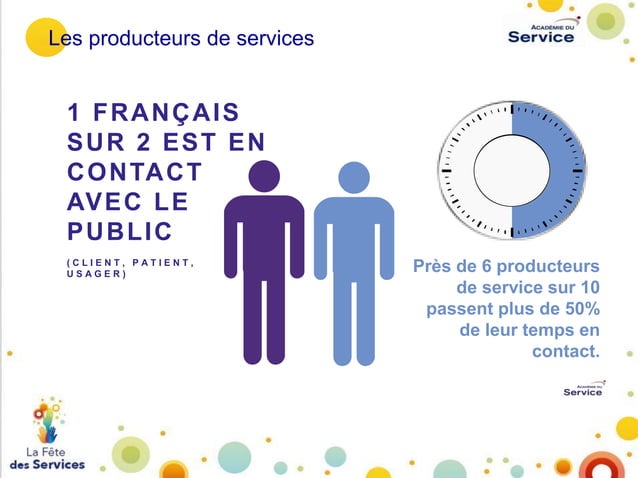 Les producteurs de services
ACADÉMIE DU
Service
1 FRANÇAIS
SUR 2 EST EN
CONTACT
AVEC LE
PUBLIC
(CLIENT, PATIENT,
USAGER)
Près de 6 producteurs
de service sur 10
passent plus de 50%
de leur temps en
contact.
ACADÉMIE DU
Service
La Fête
des Services